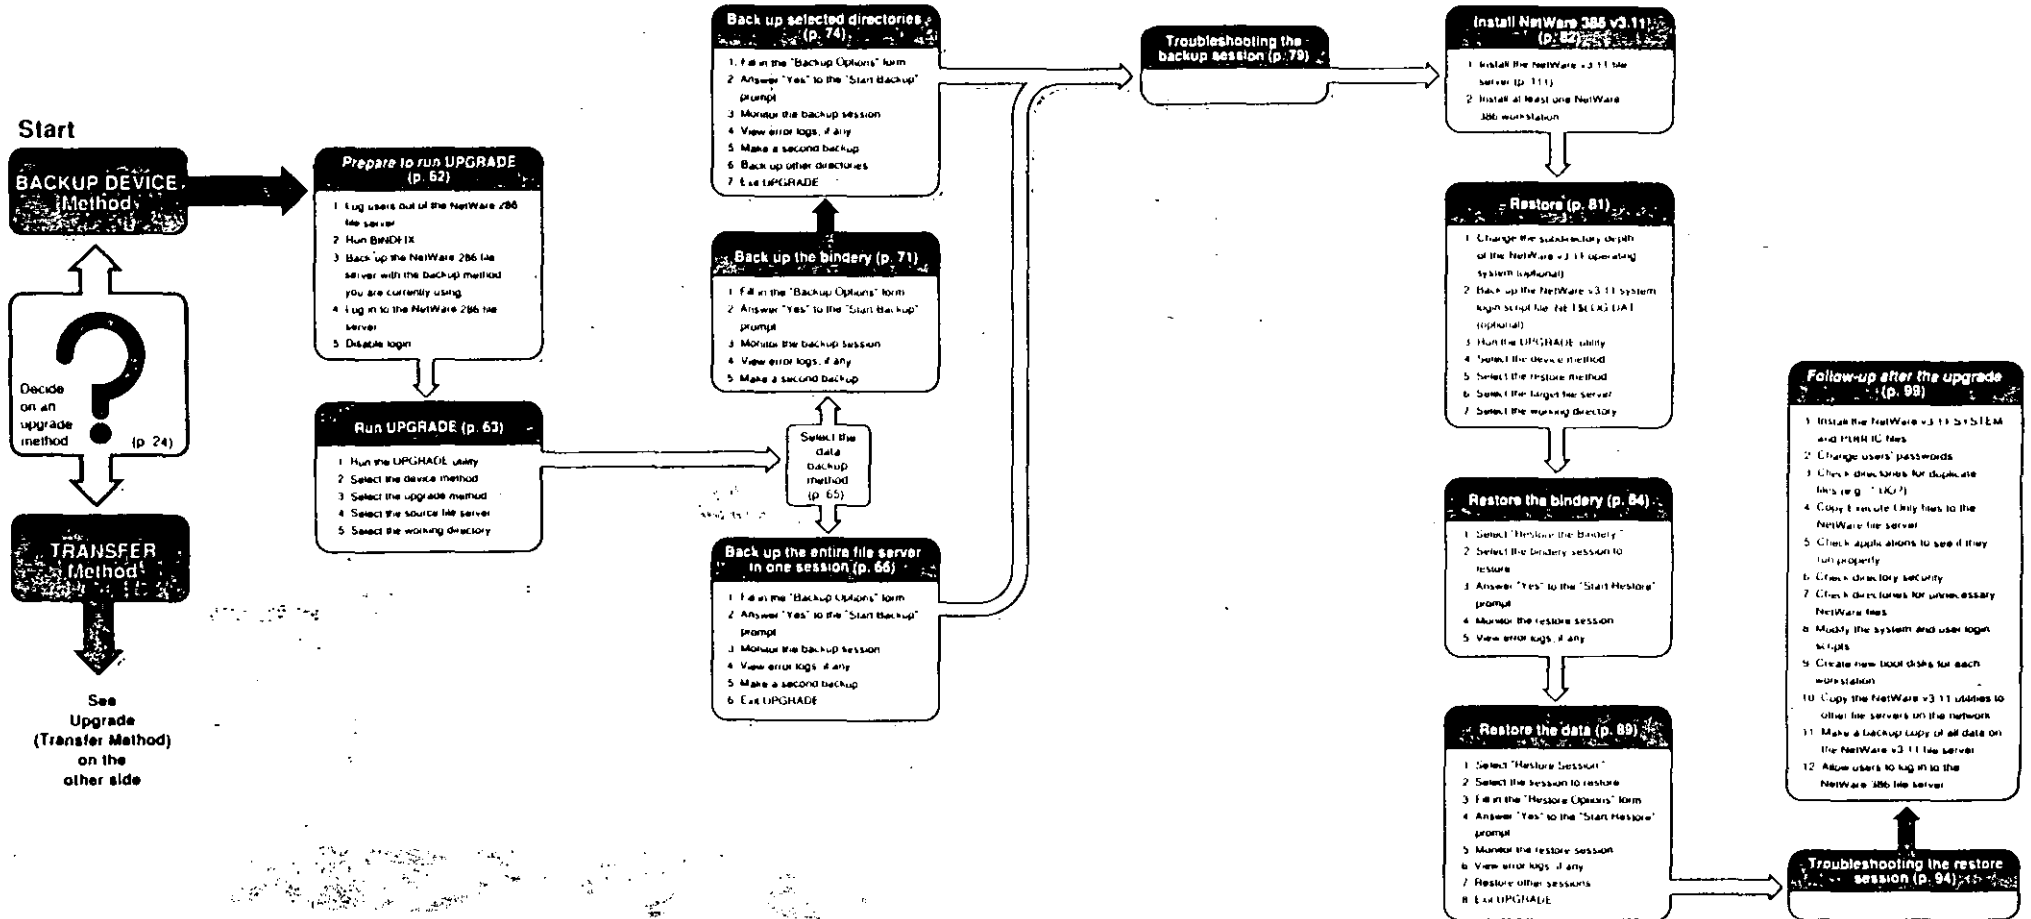 Start
BACKUP DEVICE
Method
Decide
on an
upgrade
method
(p. 24)
TRANSFER
Method
See
Upgrade
(Transfer Method)
on the
other side
Prepare to run UPGRADE
(p. 62)
1 Log users out of the NetWare 286
file server
2 Run BINDFIX
3 Back up the NetWare 286 file
server with the backup method
you are currently using
4 Log in to the NetWare 286 file
server
5 Disable login
Run UPGRADE (p. 63)
1 Run the UPGRADE utility
2 Select the device method
3 Select the upgrade method
4 Select the source file server
5 Select the working directory
Select the
data
backup
method
(p. 65)
Back up the bindery (p. 71)
1 Fill in the "Backup Options" form
2 Answer "Yes" to the "Start Backup"
prompt
3 Monitor the backup session
4 View error logs, if any
5 Make a second backup
Back up selected directories
(p. 74)
1. Fill in the "Backup Options" form
2 Answer "Yes" to the "Start Backup"
prompt
3 Monitor the backup session
4 View error logs, if any
5 Make a second backup
6 Back up other directories
7 Exit UPGRADE
Back up the entire file server
in one session (p. 66)
1 Fill in the "Backup Options" form
2 Answer "Yes" to the "Start Backup"
prompt
3 Monitor the backup session
4 View error logs, if any
5 Make a second backup
6 Exit UPGRADE
Troubleshooting the
backup session (p. 79)
Install NetWare 386 v3.11
(p. 82)
1 Install the NetWare v3.11 file
server (p. 111)
2 Install at least one NetWare
386 workstation
Restore (p. 81)
1 Change the subdirectory depth
of the NetWare v3.11 operating
system (optional)
2 Back up the NetWare v3.11 system
login script file, NET$LOG.DAT
(optional)
3 Run the UPGRADE utility
4 Select the device method
5 Select the restore method
6 Select the target file server
7 Select the working directory
Restore the bindery (p. 84)
1 Select "Restore the Bindery"
2 Select the bindery session to
restore
3 Answer "Yes" to the "Start Restore"
prompt
4 Monitor the restore session
5 View error logs, if any
Restore the data (p. 89)
1 Select "Restore Session"
2 Select the session to restore
3 Fill in the "Restore Options" form
4 Answer "Yes" to the "Start Restore"
prompt
5 Monitor the restore session
6 View error logs, if any
7 Restore other sessions
8 Exit UPGRADE
Troubleshooting the restore
session (p. 94)
Follow-up after the upgrade
(p. 99)
1 Install the NetWare v3.11 SYSTEM
and PUBLIC files
2 Change users' passwords
3 Check directories for duplicate
files (e.g.
4 Copy Execute Only files to the
NetWare file server
5 Check applications to see if they
run properly
6 Check directory security
7 Check directories for unnecessary
NetWare files
8 Modify the system and user login
scripts
9 Create new boot disks for each
workstation
10 Copy the NetWare v3.11 utilities to
other file servers on the network
11 Make a backup copy of all data on
the NetWare v3.11 file server
12 Allow users to log in to the
NetWare 386 file server